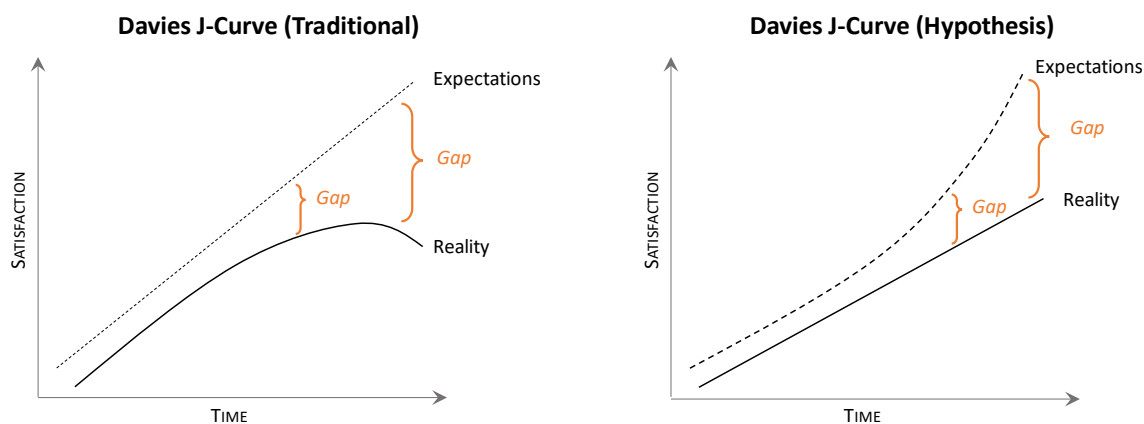 Davies J-Curve (Traditional)
Expectations
Gap
Gap
Reality
SATISFACTION
TIME
Davies J-Curve (Hypothesis)
Expectations
Gap
Reality
Gap
SATISFACTION
TIME